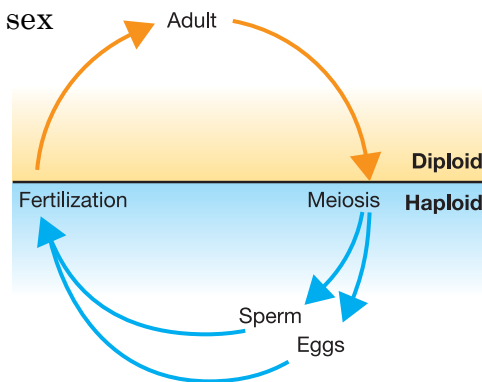 sex
Adult
Diploid
Fertilization
Meiosis
Haploid
Sperm
Eggs